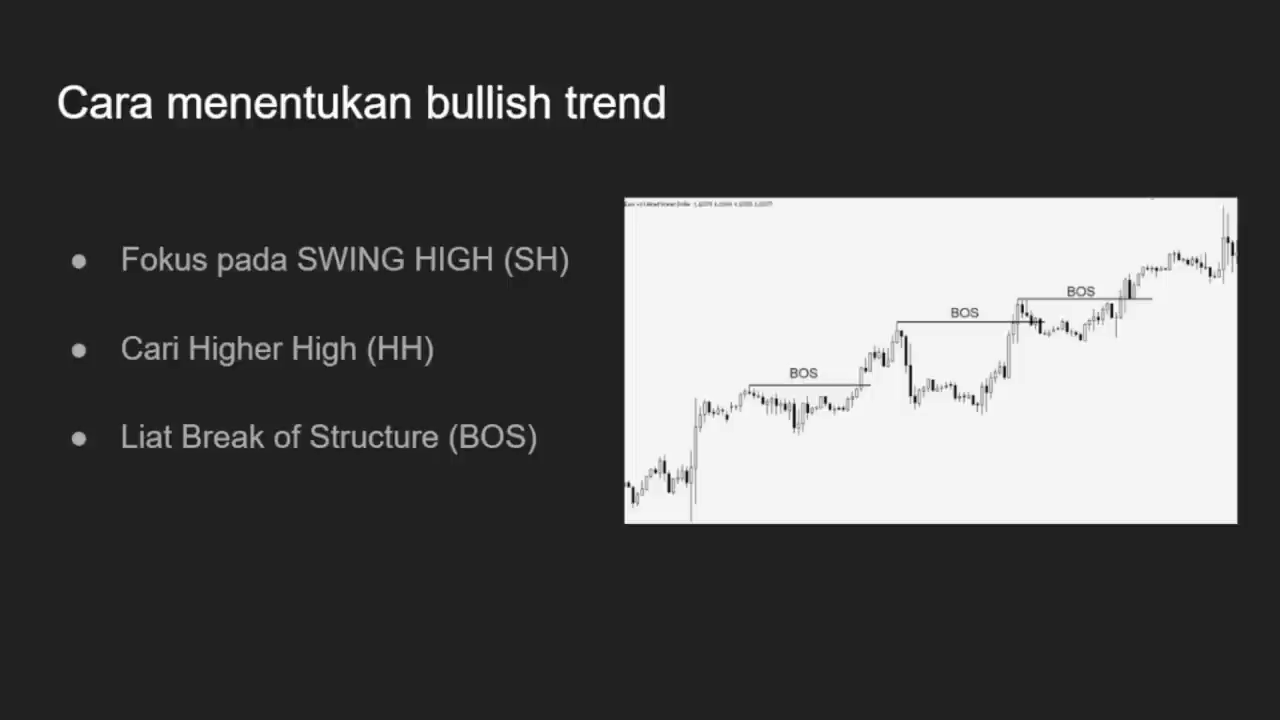 Cara menentukan bullish trend
● Fokus pada SWING HIGH (SH)
● Cari Higher High (HH)
● Liat Break of Structure (BOS)
BOS
BOS
BOS